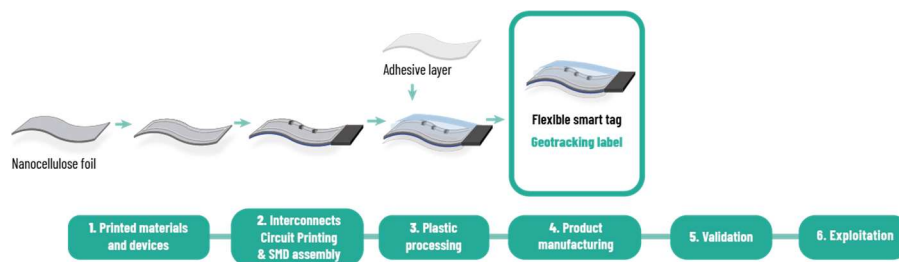 Adhesive layer
Nanocellulose foil
Flexible smart tag
Geotracking label
1. Printed materials
and devices
2. Interconnects
Circuit Printing
& SMD assembly
3. Plastic
processing
4. Product
manufacturing
5. Validation
6. Exploitation